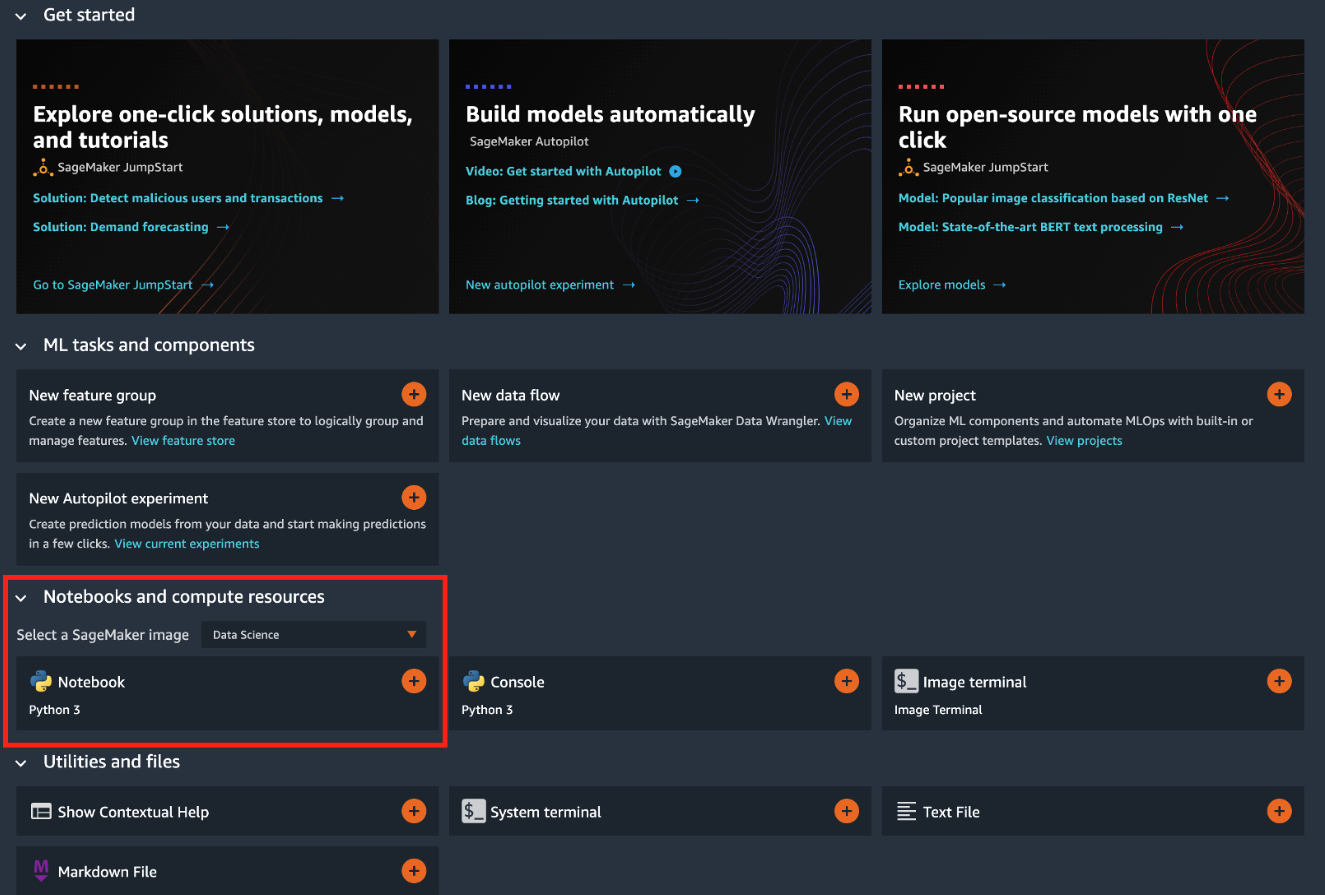 Get started
Explore one-click solutions, models,
and tutorials
SageMaker JumpStart
Solution: Detect malicious users and transactions →
Solution: Demand forecasting →
Go to SageMaker JumpStart →
Build models automatically
SageMaker Autopilot
Video: Get started with Autopilot
Blog: Getting started with Autopilot →
New autopilot experiment →
Run open-source models with one
click
SageMaker JumpStart
Model: Popular image classification based on ResNet →
Model: State-of-the-art BERT text processing →
Explore models →
ML tasks and components
New feature group
Create a new feature group in the feature store to logically group and
manage features. View feature store
New data flow
Prepare and visualize your data with SageMaker Data Wrangler. View
data flows
New project
Organize ML components and automate MLOps with built-in or
custom project templates. View projects
New Autopilot experiment
Create prediction models from your data and start making predictions
in a few clicks. View current experiments
Notebooks and compute resources
Select a SageMaker image Data Science
Notebook
Python 3
Console
Python 3
$_ Image terminal
Image Terminal
Utilities and files
Show Contextual Help
$_ System terminal
Text File
M Markdown File